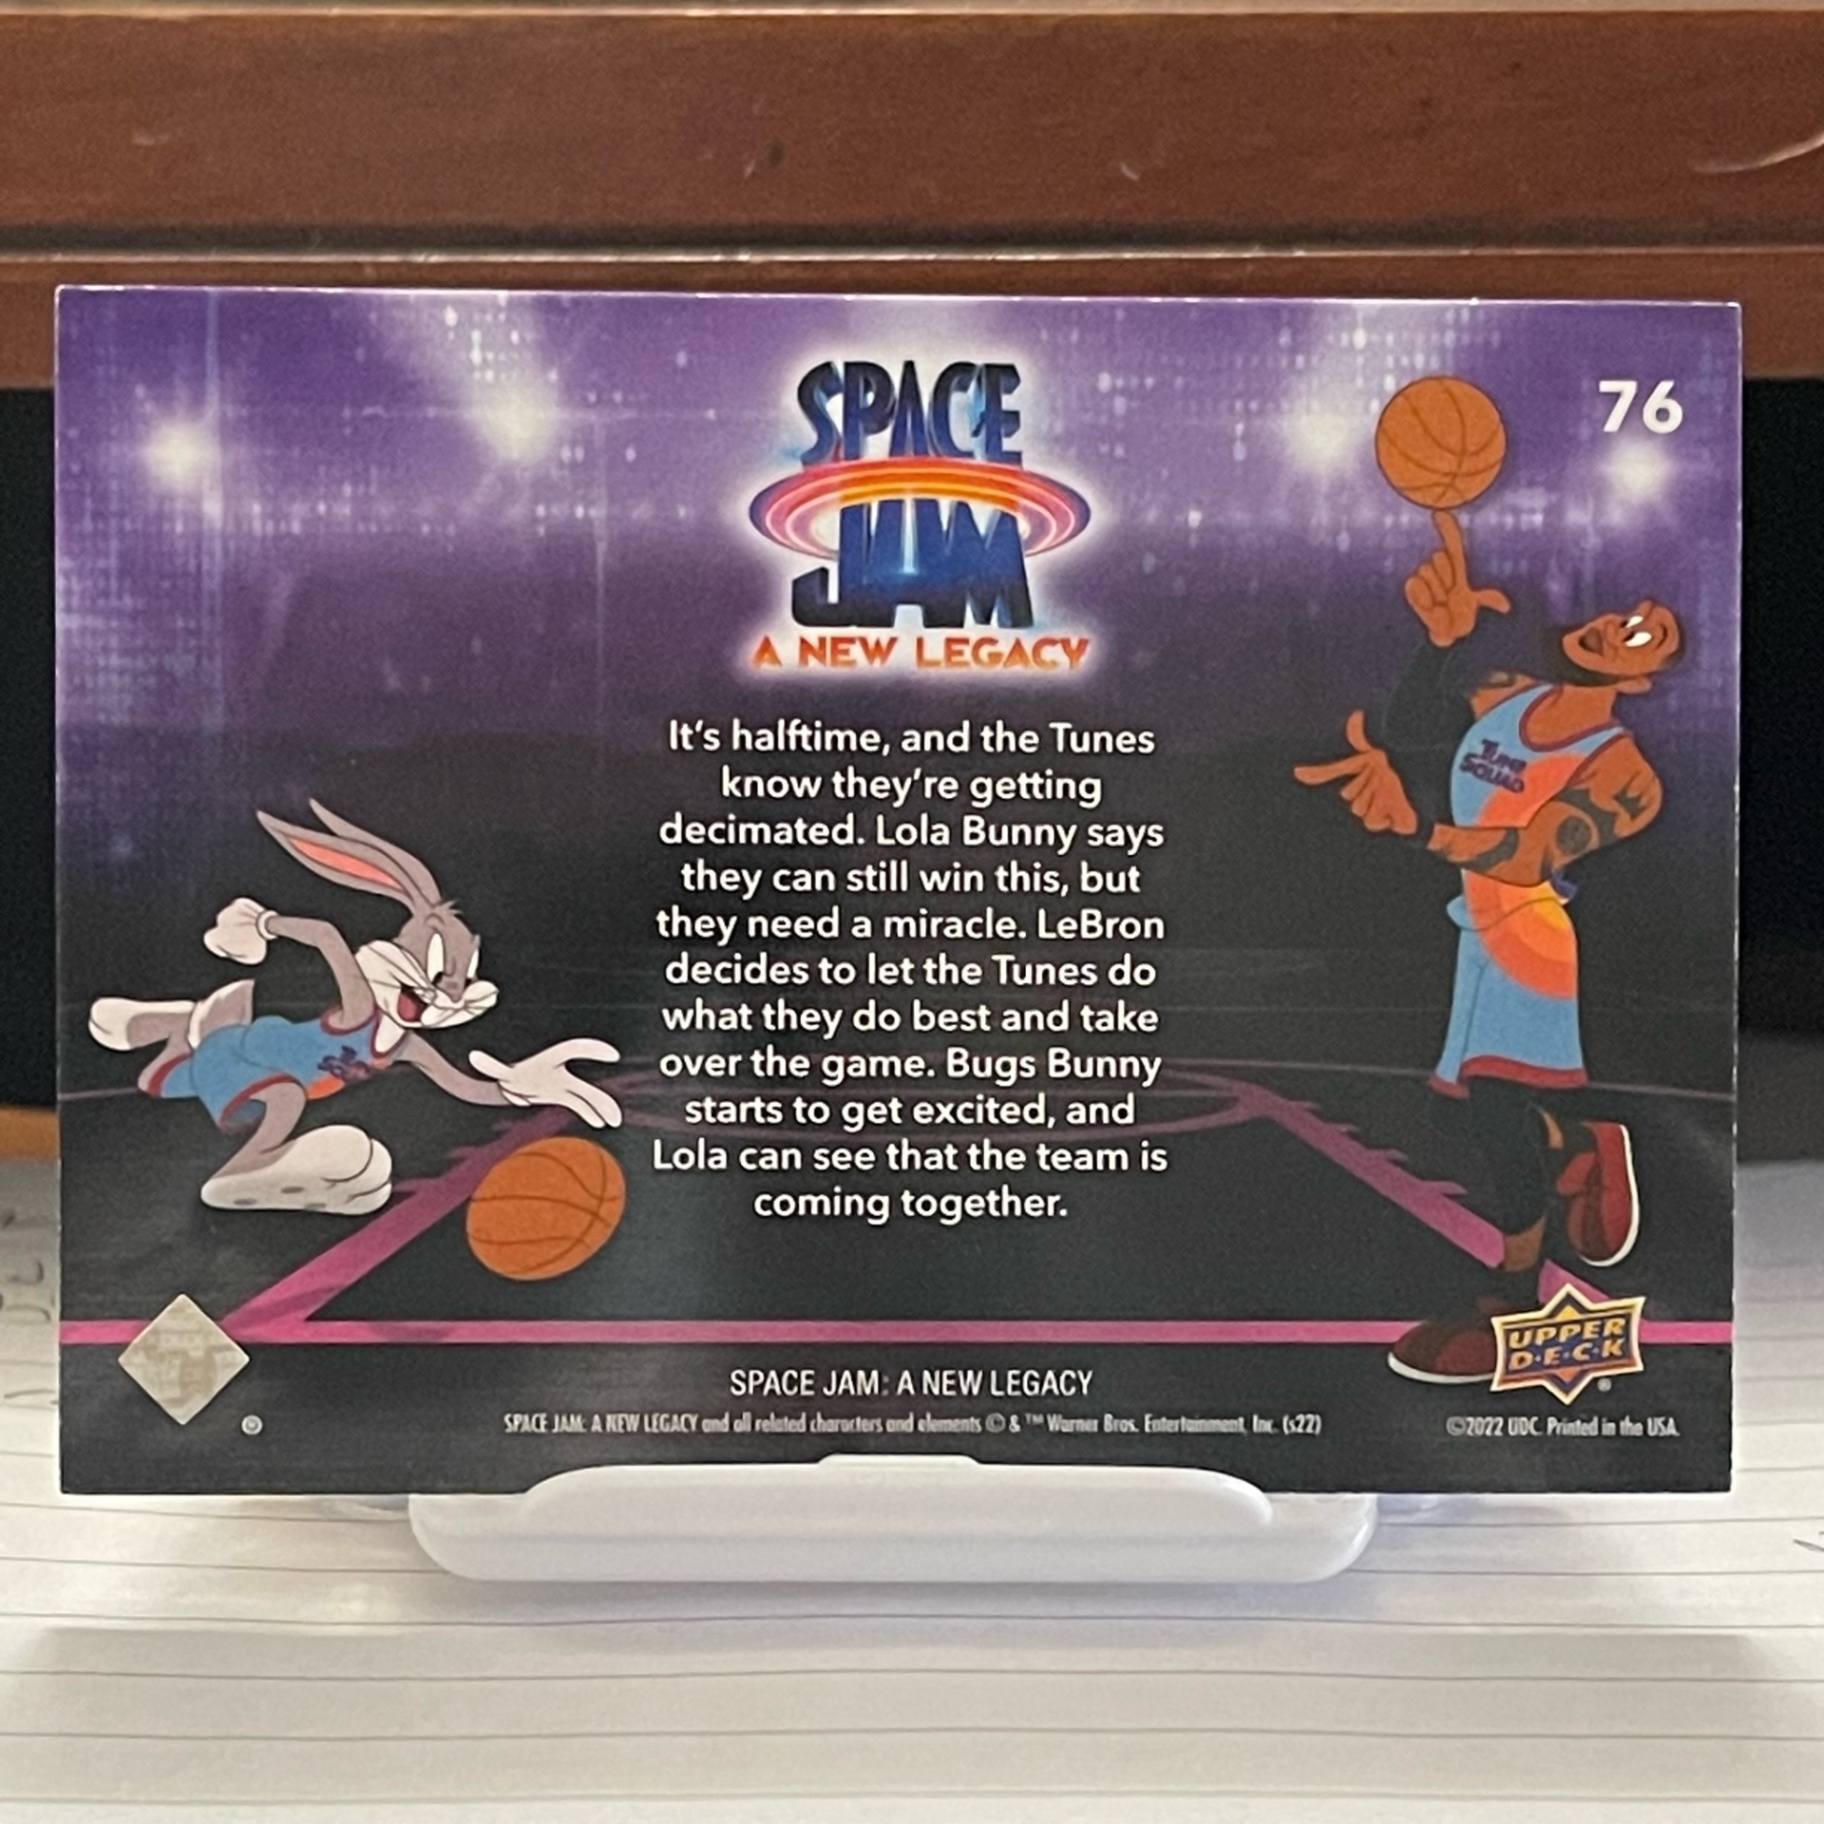 SPACE
JAM
A NEW LEGACY
76
It's halftime, and the Tunes
know they're getting
decimated. Lola Bunny says
they can still win this, but
they need a miracle. LeBron
decides to let the Tunes do
what they do best and take
over the game. Bugs Bunny
starts to get excited, and
Lola can see that the team is
coming together.
TUNE
SQUAD
UPPER
D·E·C·K
®
SPACE JAM: A NEW LEGACY
SPACE JAM: A NEW LEGACY and all related characters and elements © & ™ Warner Bros. Entertainment, Inc. (s22)
©2022 UDC. Printed in the USA.